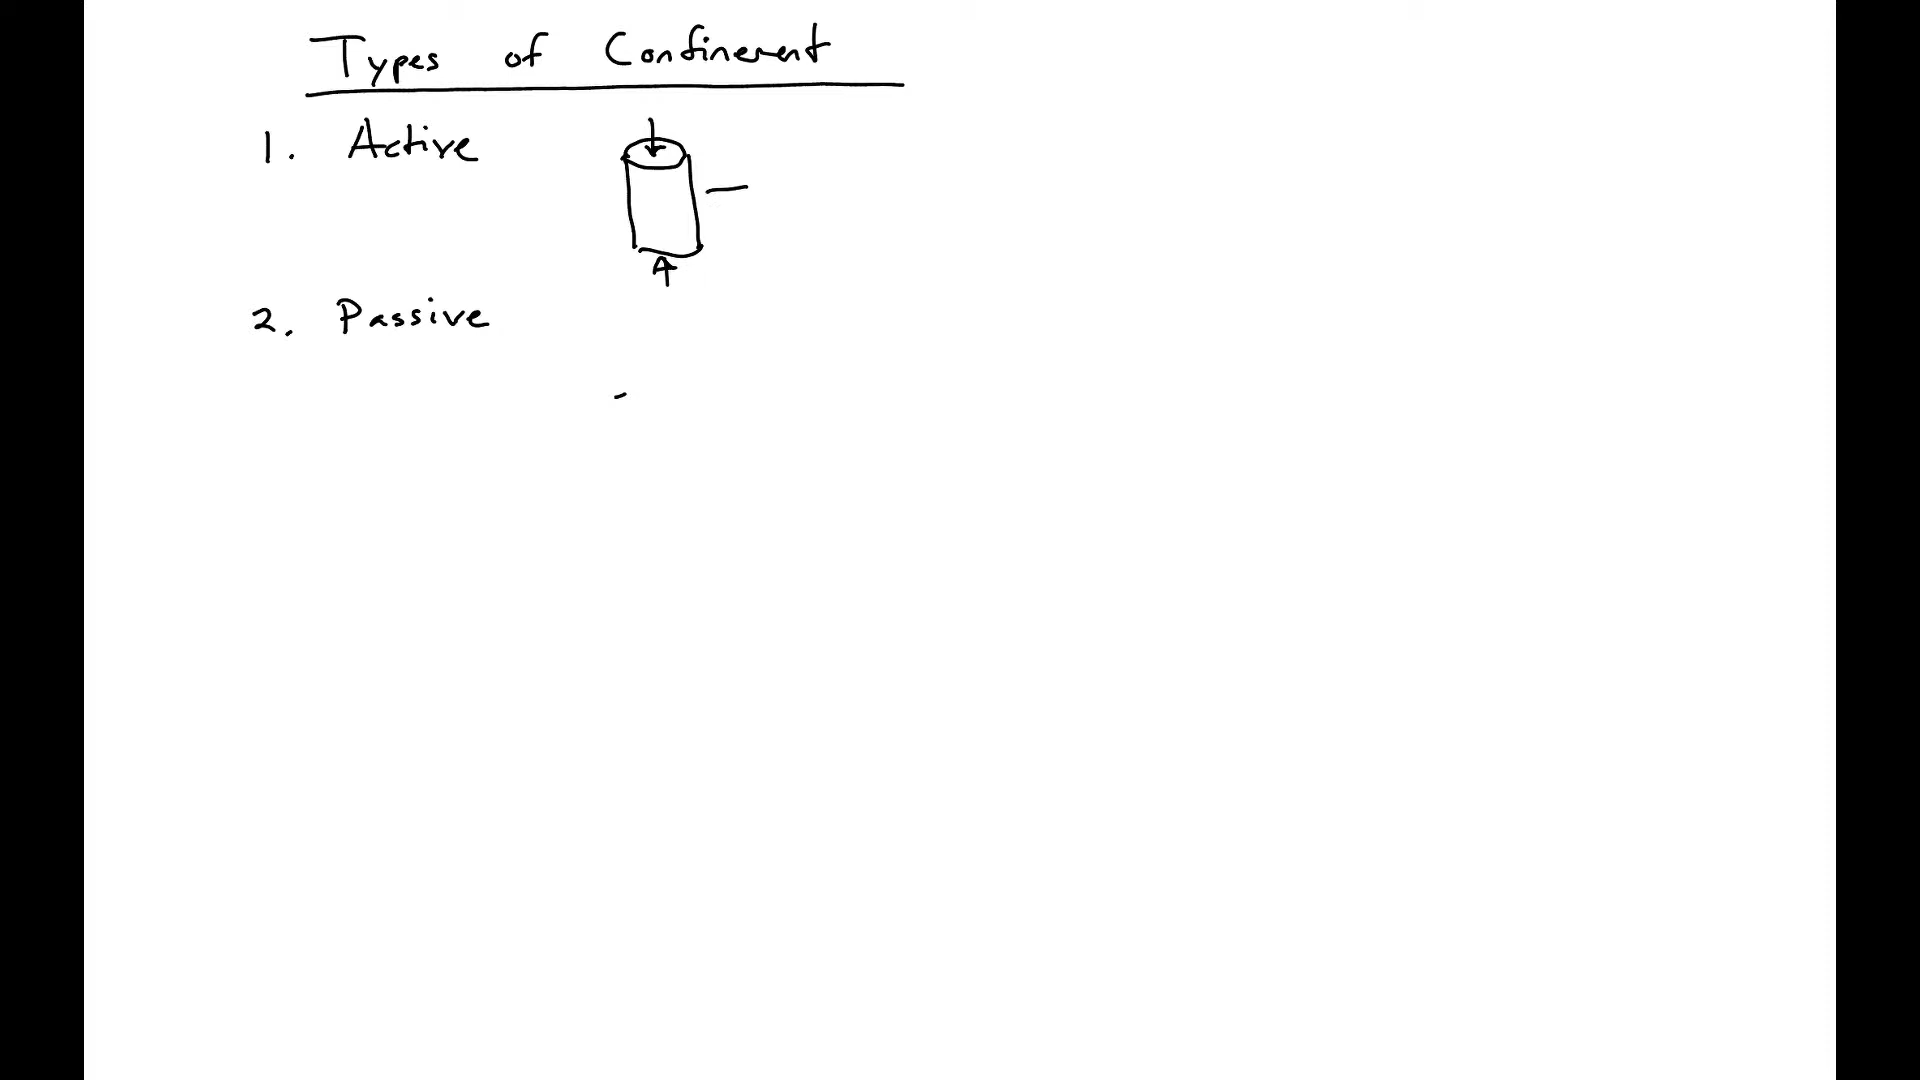 Types of Confinement
1. Active
2. Passive